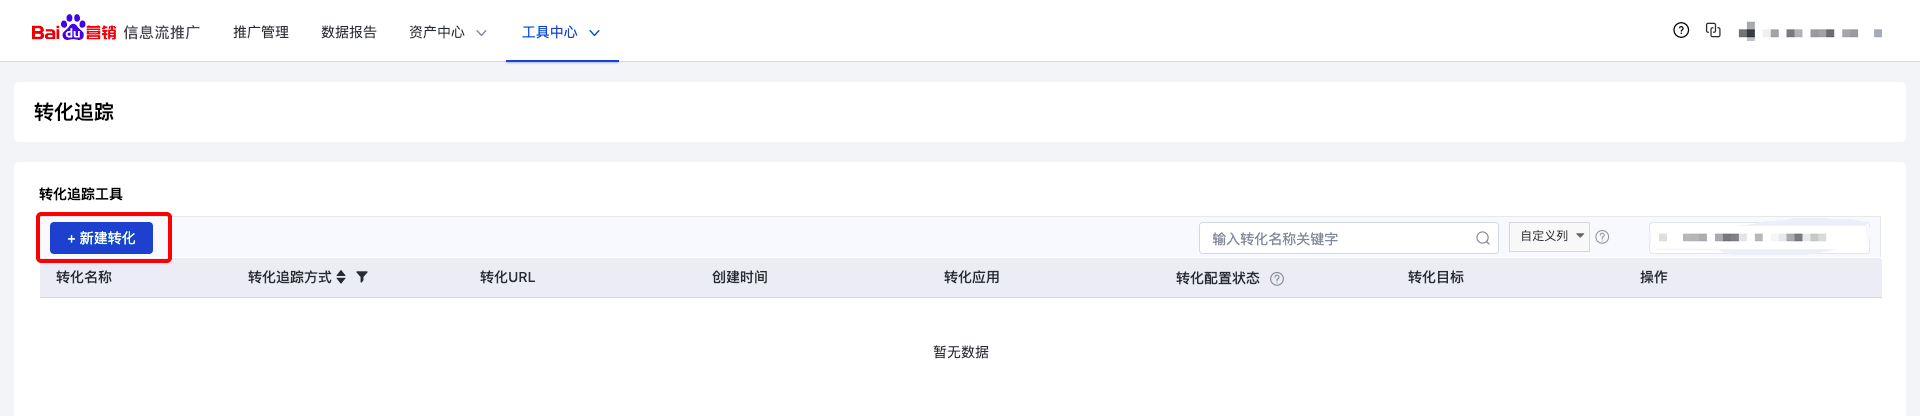 Bai du 营销 信息流推广 推广管理 数据报告 资产中心 工具中心
转化追踪
转化追踪工具
+ 新建转化 输入转化名称关键字 自定义列
转化名称 转化追踪方式 转化URL 创建时间 转化应用 转化配置状态 转化目标 操作
暂无数据